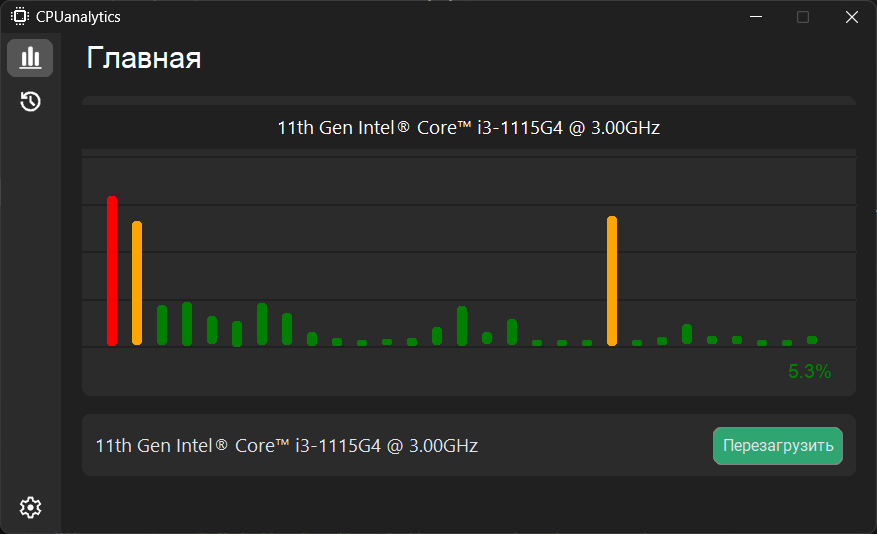 CPUanalytics
Главная
11th Gen Intel® Core™ i3-1115G4 @ 3.00GHz
5.3%
11th Gen Intel® Core™ i3-1115G4 @ 3.00GHz
Перезагрузить